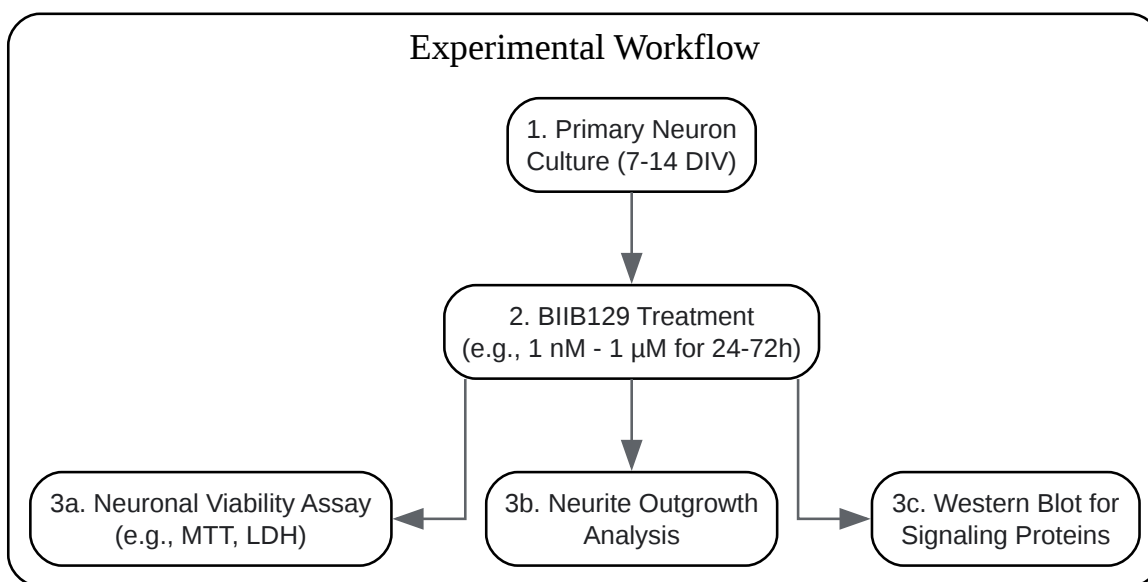 Experimental Workflow
1. Primary Neuron
Culture (7-14 DIV)
2. BIIB129 Treatment
(e.g., 1 nM - 1 µM for 24-72h)
3a. Neuronal Viability Assay
(e.g., MTT, LDH)
3b. Neurite Outgrowth
Analysis
3c. Western Blot for
Signaling Proteins